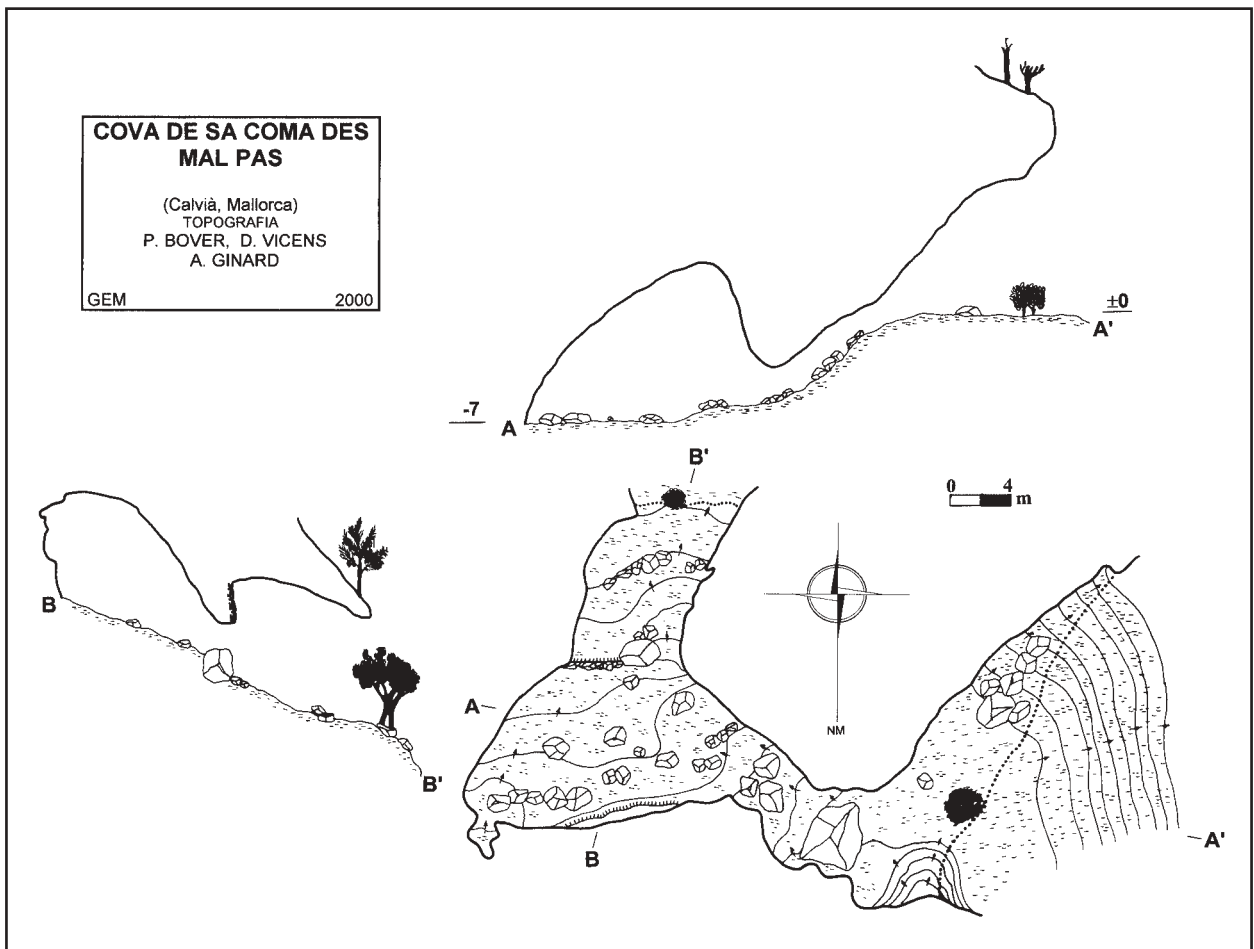 COVA DE SA COMA DES
MAL PAS
(Calvià, Mallorca)
TOPOGRAFIA
P. BOVER, D. VICENS
A. GINARD
GEM 2000
±0
A'
-7
A
B'
0 4
m
B
B'
A
NM
B
A'